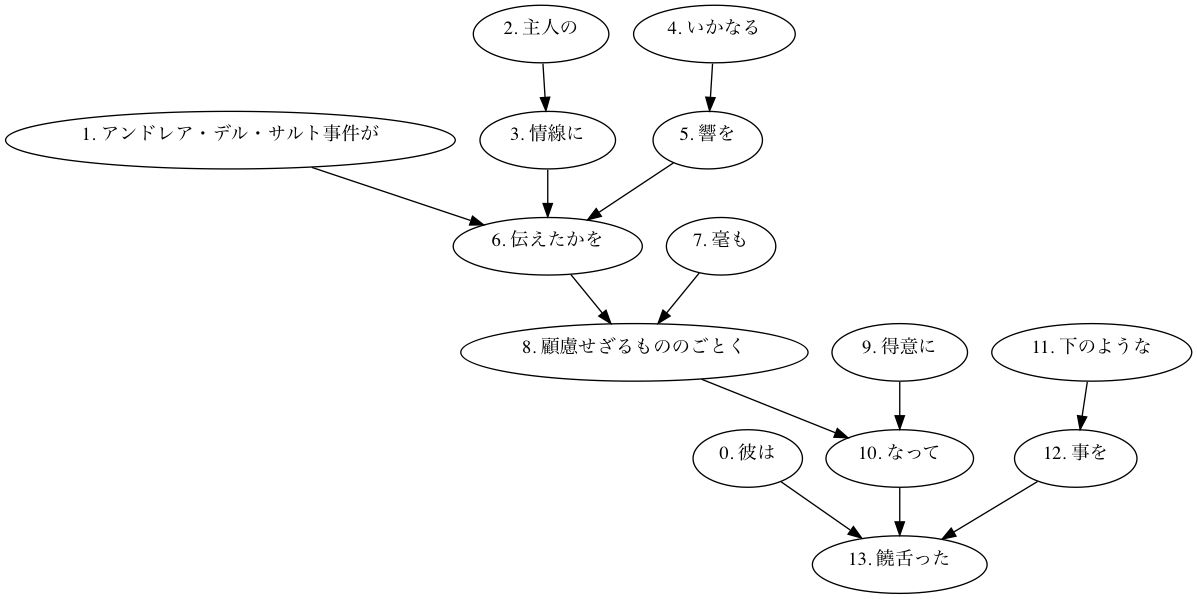 2. 主人の
4. いかなる
1. アンドレア・デル・サルト事件が
3. 情線に
5. 響を
6. 伝えたかを
7. 毫も
8. 顧慮せざるもののごとく
9. 得意に
11. 下のような
0. 彼は
10. なって
12. 事を
13. 饒舌った